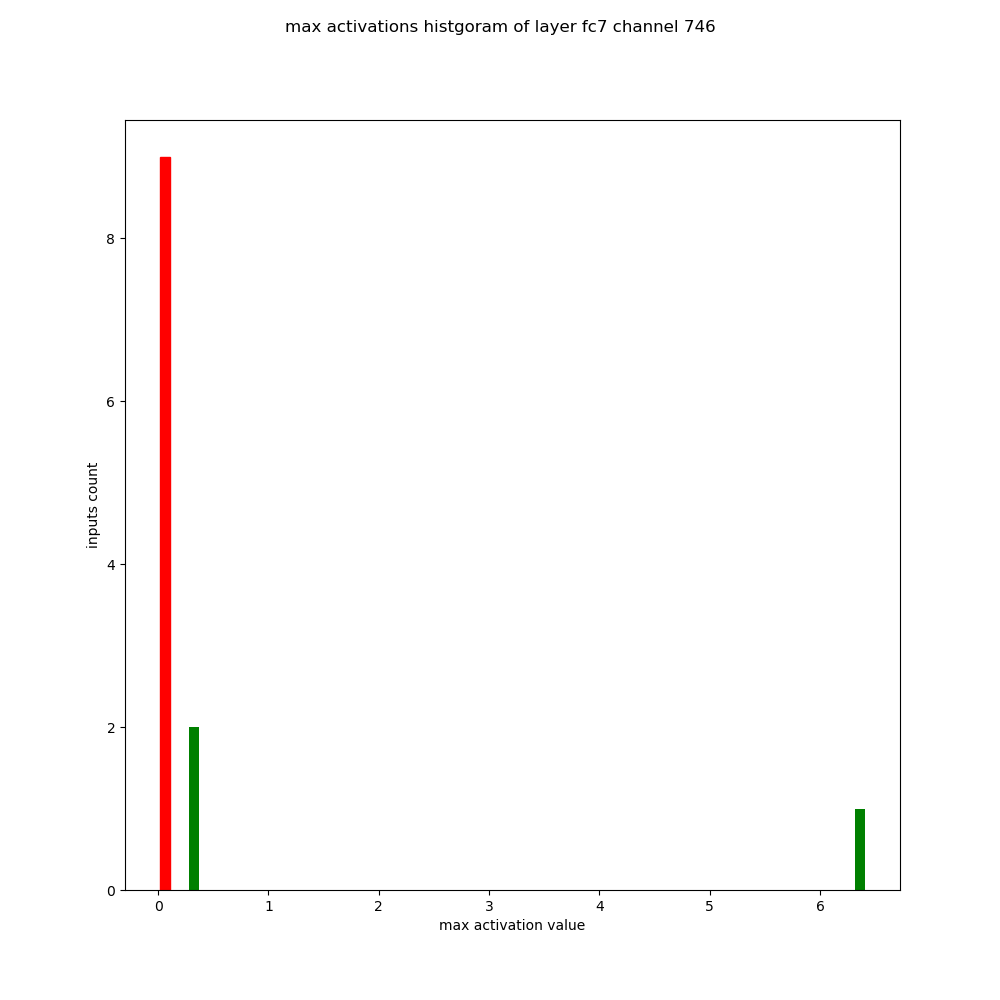 max activations histgoram of layer fc7 channel 746
inputs count
8
6
4
2
0
0 1 2 3 4 5 6
max activation value